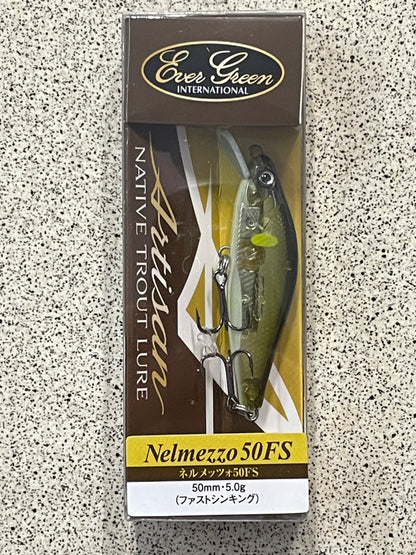 Ever Green
INTERNATIONAL
Artisan
NATIVE TROUT LURE
Nelmezzo 50FS
ネルメッツォ50FS
50mm・5.0g
(ファストシンキング)